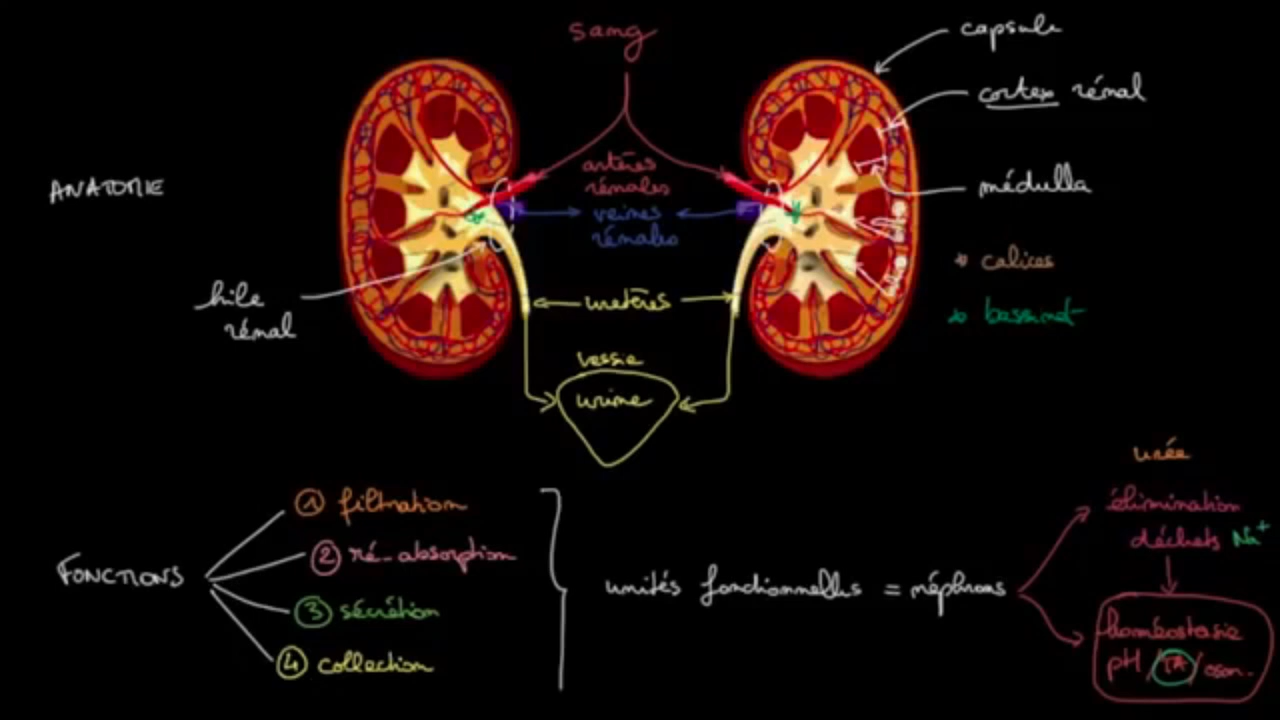 sang
capsule
cortex rénal
ANATOMIE
artères
rénales
médulla
veines
rénales
* calices
hile
rénal
uretères
* bassinet
vessie
urine
urée
FONCTIONS
① filtration
② ré-absorption
③ sécrétion
④ collection
unités fonctionnelles = néphrons
élimination
déchets Na+
homéostasie
pH / TA / osm.